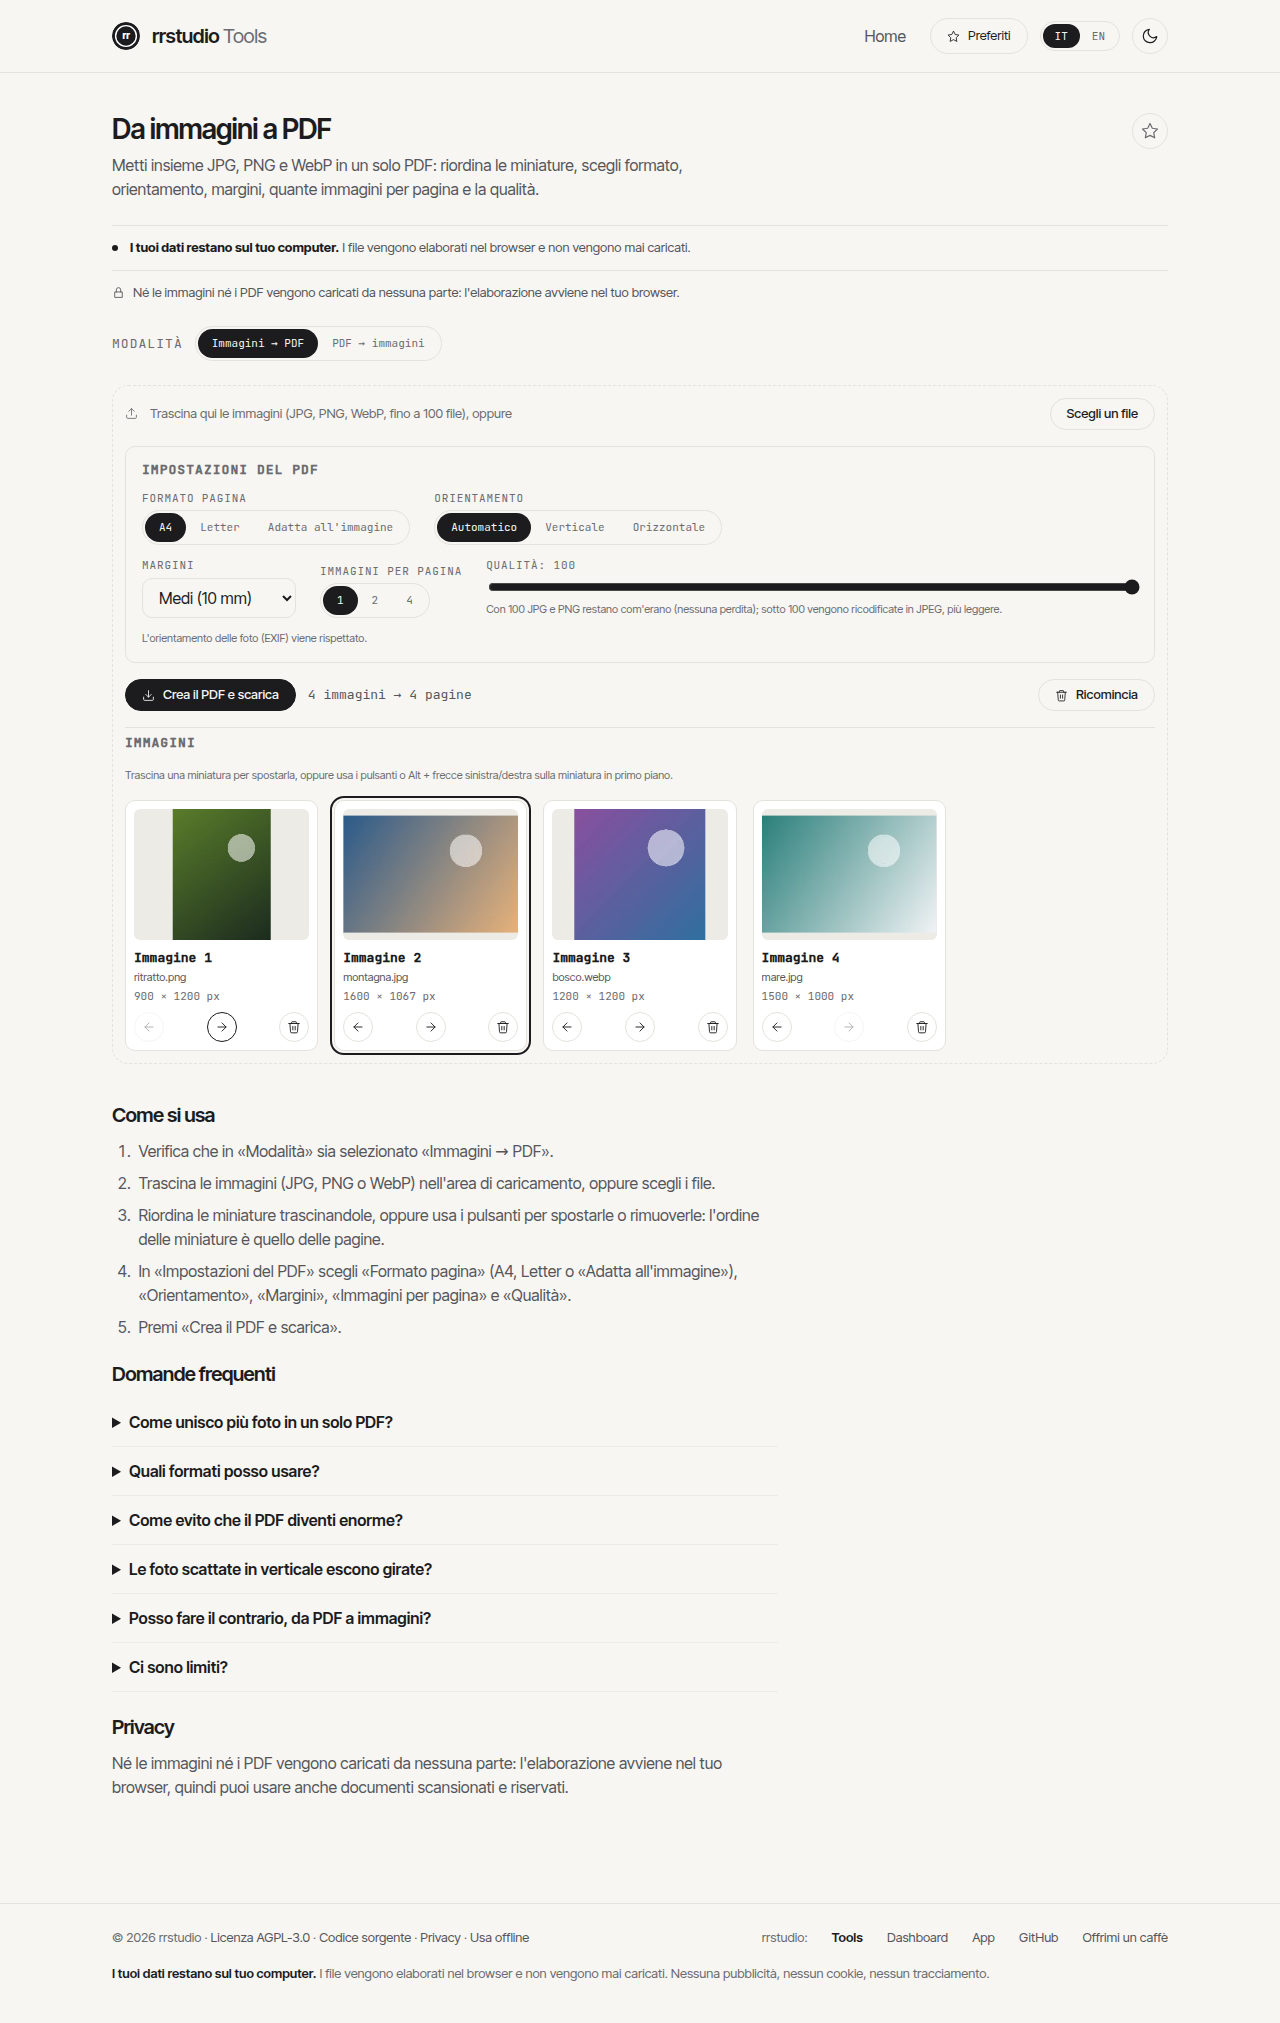 rr rrstudio Tools
Home
Preferiti
IT EN
Da immagini a PDF
Metti insieme JPG, PNG e WebP in un solo PDF: riordina le miniature, scegli formato,
orientamento, margini, quante immagini per pagina e la qualità.
I tuoi dati restano sul tuo computer. I file vengono elaborati nel browser e non vengono mai caricati.
Né le immagini né i PDF vengono caricati da nessuna parte: l'elaborazione avviene nel tuo browser.
MODALITÀ Immagini → PDF PDF → immagini
Trascina qui le immagini (JPG, PNG, WebP, fino a 100 file), oppure
Scegli un file
IMPOSTAZIONI DEL PDF
FORMATO PAGINA
A4 Letter Adatta all'immagine
ORIENTAMENTO
Automatico Verticale Orizzontale
MARGINI
Medi (10 mm)
IMMAGINI PER PAGINA
1 2 4
QUALITÀ: 100
Con 100 JPG e PNG restano com'erano (nessuna perdita); sotto 100 vengono ricodificate in JPEG, più leggere.
L'orientamento delle foto (EXIF) viene rispettato.
Crea il PDF e scarica
4 immagini → 4 pagine
Ricomincia
IMMAGINI
Trascina una miniatura per spostarla, oppure usa i pulsanti o Alt + frecce sinistra/destra sulla miniatura in primo piano.
Immagine 1
ritratto.png
900 × 1200 px
Immagine 2
montagna.jpg
1600 × 1067 px
Immagine 3
bosco.webp
1200 × 1200 px
Immagine 4
mare.jpg
1500 × 1000 px
Come si usa
1. Verifica che in «Modalità» sia selezionato «Immagini → PDF».
2. Trascina le immagini (JPG, PNG o WebP) nell'area di caricamento, oppure scegli i file.
3. Riordina le miniature trascinandole, oppure usa i pulsanti per spostarle o rimuoverle: l'ordine
delle miniature è quello delle pagine.
4. In «Impostazioni del PDF» scegli «Formato pagina» (A4, Letter o «Adatta all'immagine»),
«Orientamento», «Margini», «Immagini per pagina» e «Qualità».
5. Premi «Crea il PDF e scarica».
Domande frequenti
Come unisco più foto in un solo PDF?
Quali formati posso usare?
Come evito che il PDF diventi enorme?
Le foto scattate in verticale escono girate?
Posso fare il contrario, da PDF a immagini?
Ci sono limiti?
Privacy
Né le immagini né i PDF vengono caricati da nessuna parte: l'elaborazione avviene nel tuo
browser, quindi puoi usare anche documenti scansionati e riservati.
© 2026 rrstudio · Licenza AGPL-3.0 · Codice sorgente · Privacy · Usa offline
rrstudio: Tools Dashboard App GitHub Offrimi un caffè
I tuoi dati restano sul tuo computer. I file vengono elaborati nel browser e non vengono mai caricati. Nessuna pubblicità, nessun cookie, nessun tracciamento.